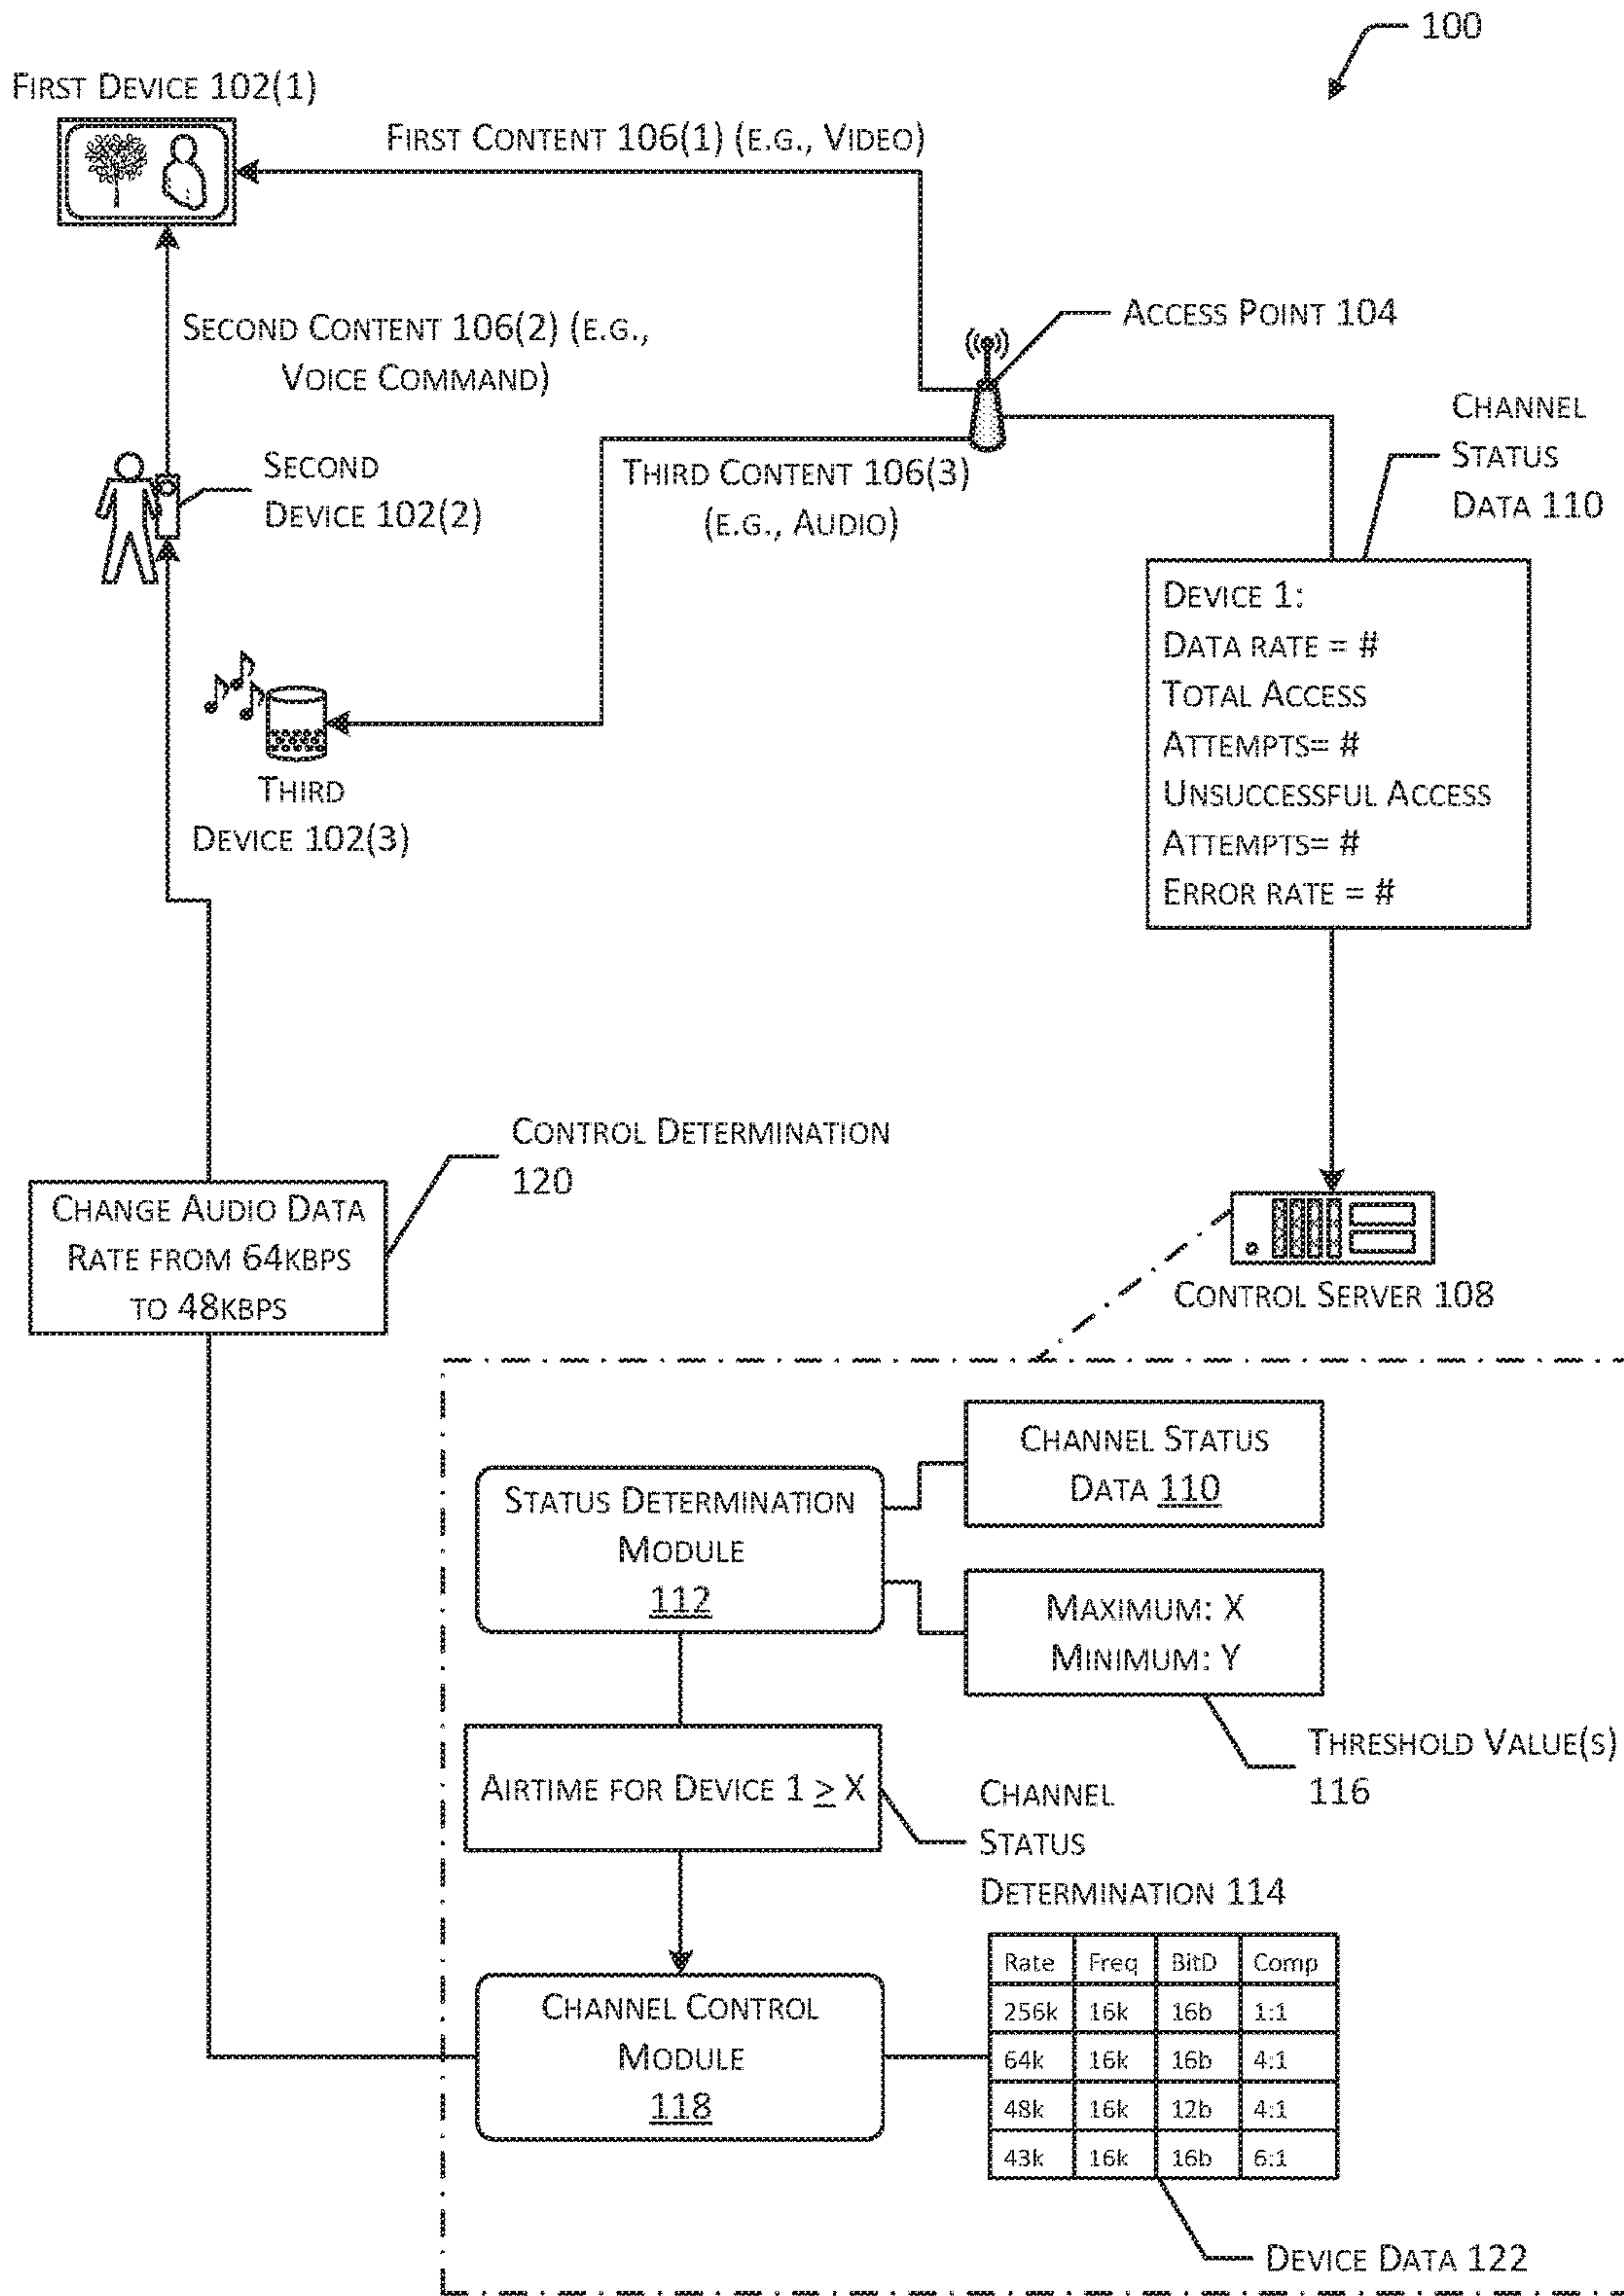 100
First Device 102(1)
First Content 106(1) (e.g., Video)
Second Content 106(2) (e.g.,
Voice Command)
Access Point 104
Channel
Status
Data 110
Second
Device 102(2)
Third Content 106(3)
(e.g., Audio)
Device 1:
Data rate = #
Total Access
Attempts= #
Unsuccessful Access
Attempts= #
Error rate = #
Third
Device 102(3)
Control Determination
120
Change Audio Data
Rate from 64kbps
to 48kbps
Control Server 108
Channel Status
Data 110
Status Determination
Module
112
Maximum: X
Minimum: Y
Threshold Value(s)
116
Airtime for Device 1 ≥ X
Channel
Status
Determination 114
Channel Control
Module
118
Rate Freq BitD Comp
256k 16k 16b 1:1
64k 16k 16b 4:1
48k 16k 12b 4:1
43k 16k 16b 6:1
Device Data 122